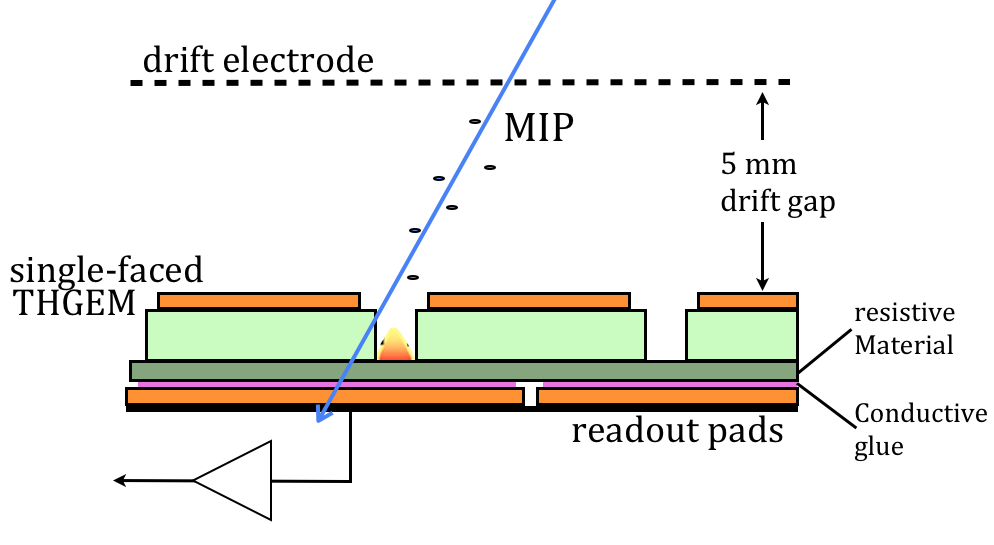 drift electrode
MIP
5 mm
drift gap
single-faced
THGEM
resistive
Material
Conductive
glue
readout pads